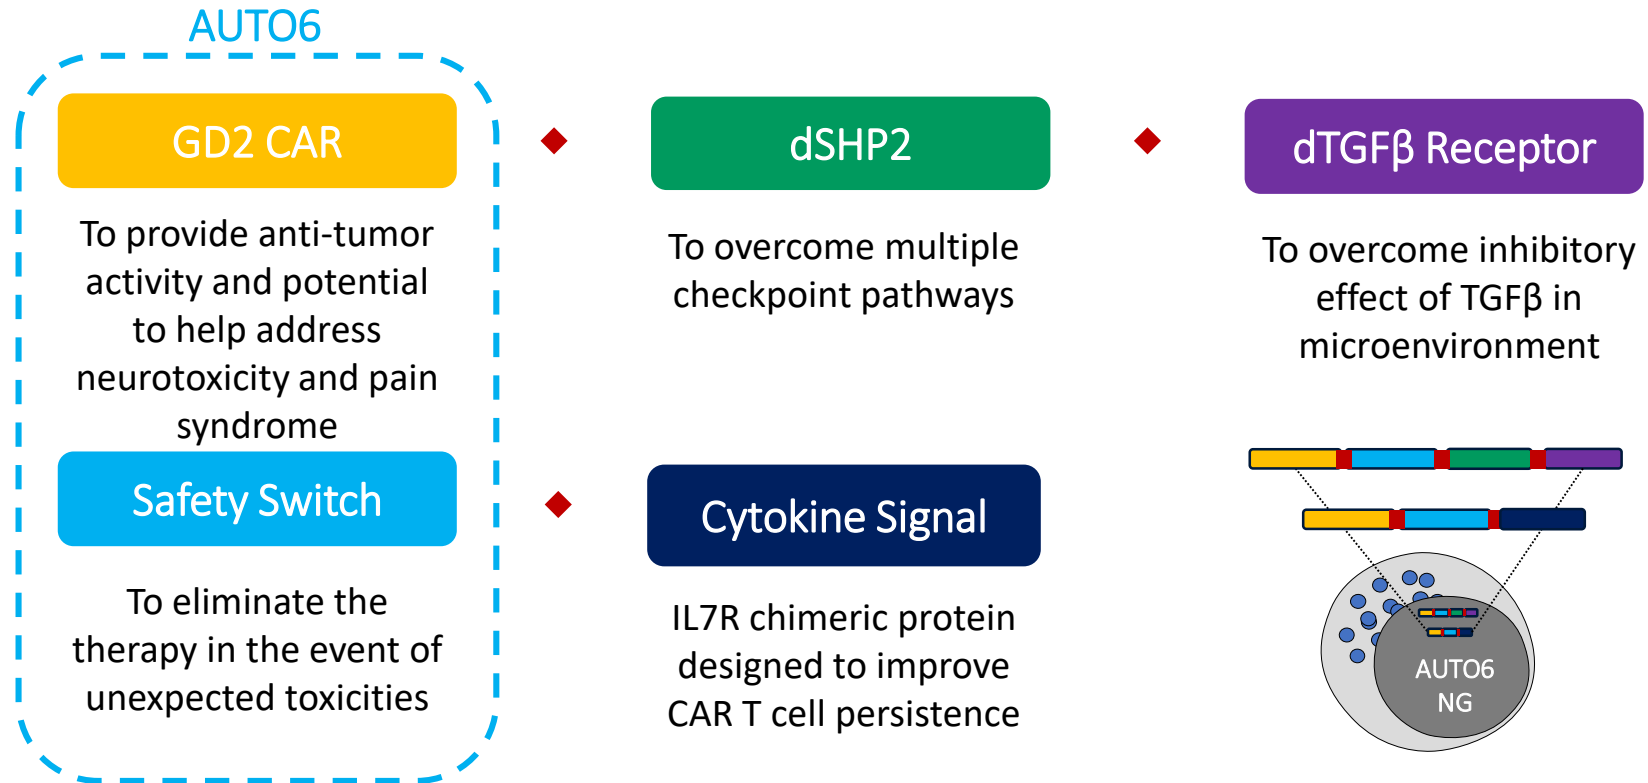 AUTO6
GD2 CAR
To provide anti-tumor
activity and potential
to help address
neurotoxicity and pain
syndrome
Safety Switch
To eliminate the
therapy in the event of
unexpected toxicities
dSHP2
To overcome multiple
checkpoint pathways
Cytokine Signal
IL7R chimeric protein
designed to improve
CAR T cell persistence
dTGFβ Receptor
To overcome inhibitory
effect of TGFβ in
microenvironment
AUTO6
NG